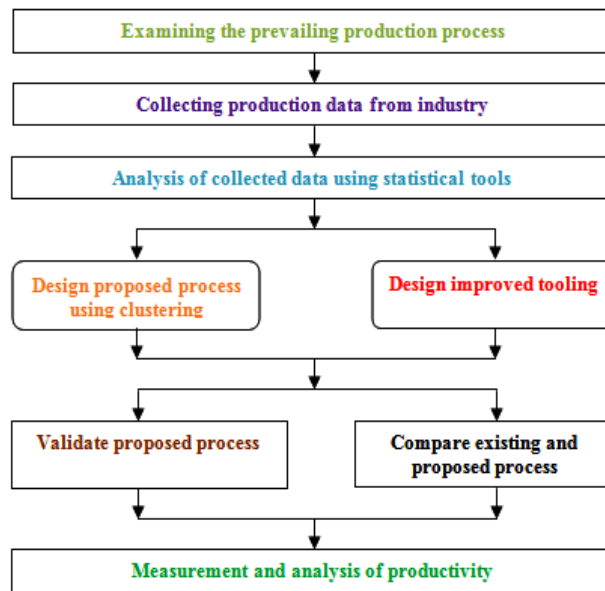 Examining the prevailing production process
Collecting production data from industry
Analysis of collected data using statistical tools
Design proposed process
using clustering
Design improved tooling
Validate proposed process
Compare existing and
proposed process
Measurement and analysis of productivity